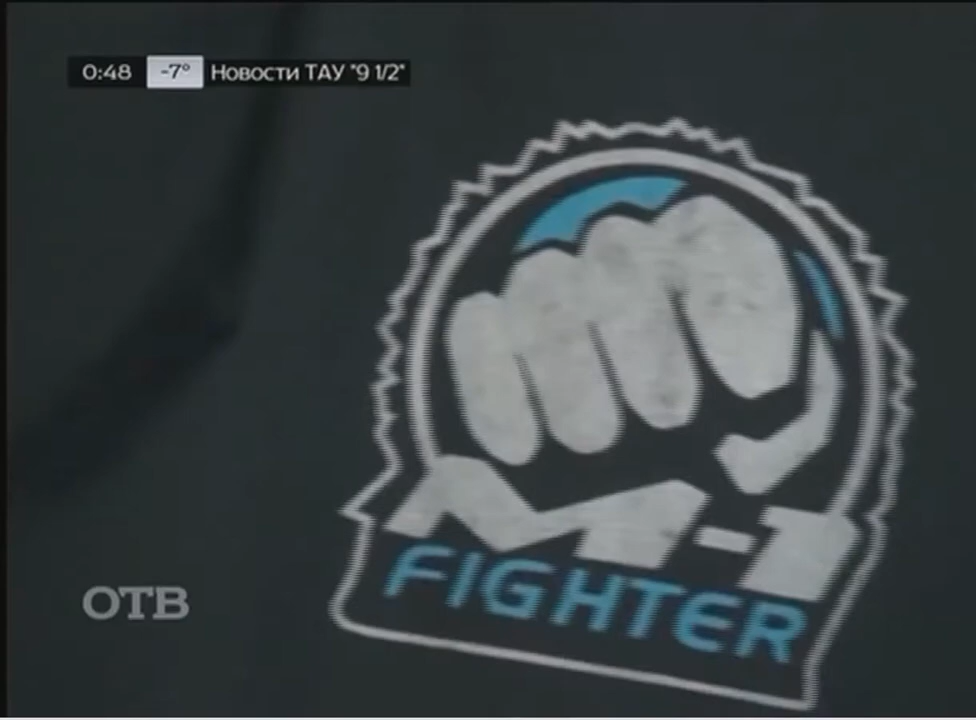 0:48 -7° Новости ТАУ "9 1/2"
M-1
FIGHTER
ОТВ